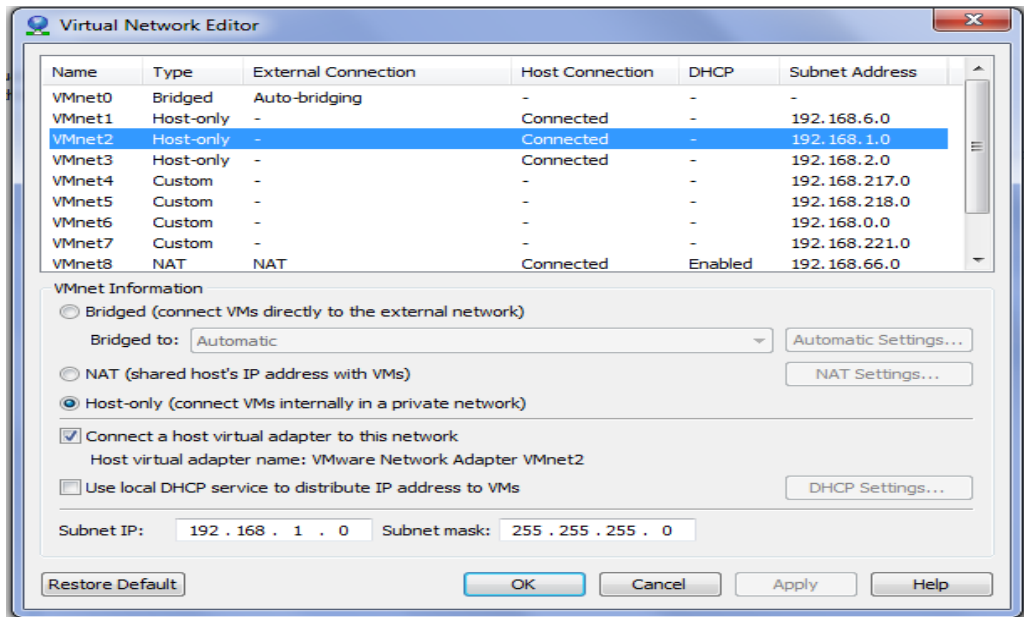 Virtual Network Editor
Name Type External Connection Host Connection DHCP Subnet Address
VMnet0 Bridged Auto-bridging - - -
VMnet1 Host-only - Connected - 192.168.6.0
VMnet2 Host-only - Connected - 192.168.1.0
VMnet3 Host-only - Connected - 192.168.2.0
VMnet4 Custom - - - 192.168.217.0
VMnet5 Custom - - - 192.168.218.0
VMnet6 Custom - - - 192.168.0.0
VMnet7 Custom - - - 192.168.221.0
VMnet8 NAT NAT Connected Enabled 192.168.66.0
VMnet Information
Bridged (connect VMs directly to the external network)
Bridged to: Automatic Automatic Settings...
NAT (shared host's IP address with VMs) NAT Settings...
Host-only (connect VMs internally in a private network)
Connect a host virtual adapter to this network
Host virtual adapter name: VMware Network Adapter VMnet2
Use local DHCP service to distribute IP address to VMs DHCP Settings...
Subnet IP: 192 . 168 . 1 . 0 Subnet mask: 255 . 255 . 255 . 0
Restore Default OK Cancel Apply Help